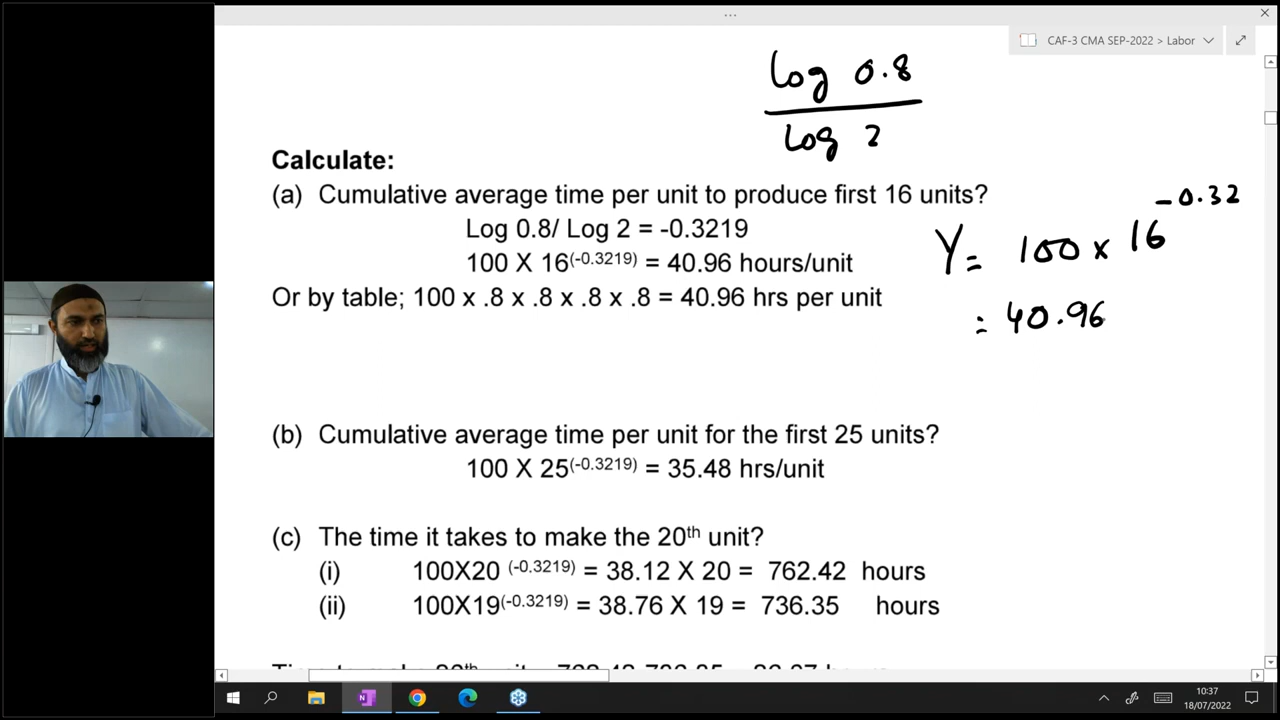 CAF-3 CMA SEP-2022 > Labor
log 0.8
log 2
Calculate:
(a) Cumulative average time per unit to produce first 16 units?
Log 0.8/ Log 2 = -0.3219
100 X 16(-0.3219) = 40.96 hours/unit
Or by table; 100 x .8 x .8 x .8 x .8 = 40.96 hrs per unit
Y = 100 x 16 -0.32
= 40.96
(b) Cumulative average time per unit for the first 25 units?
100 X 25(-0.3219) = 35.48 hrs/unit
(c) The time it takes to make the 20th unit?
(i) 100X20 (-0.3219) = 38.12 X 20 = 762.42 hours
(ii) 100X19(-0.3219) = 38.76 X 19 = 736.35 hours
10:37
18/07/2022